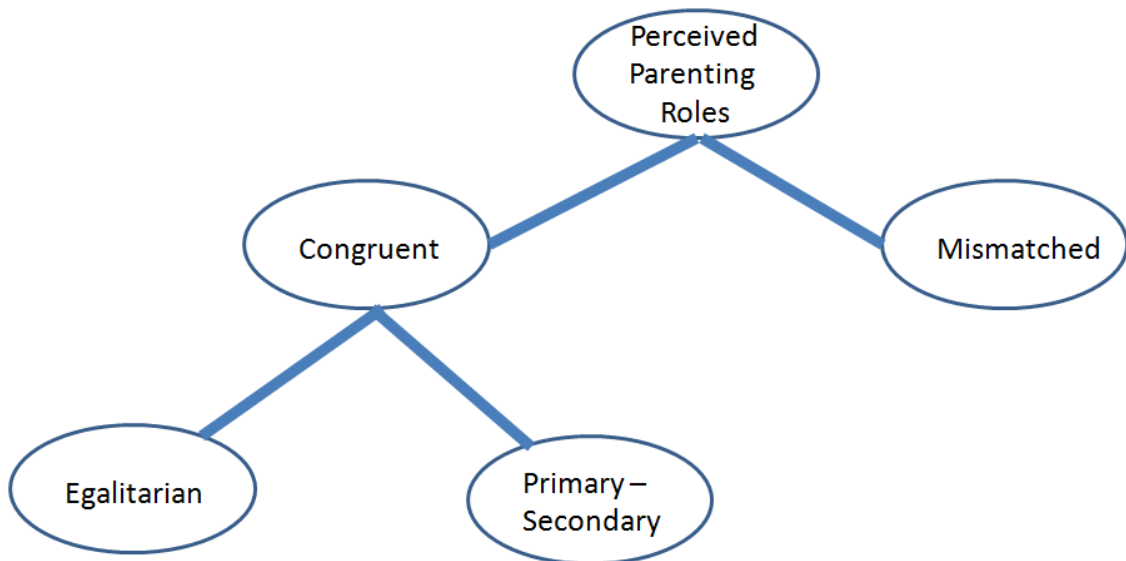 Perceived
Parenting
Roles
Congruent
Mismatched
Egalitarian
Primary –
Secondary